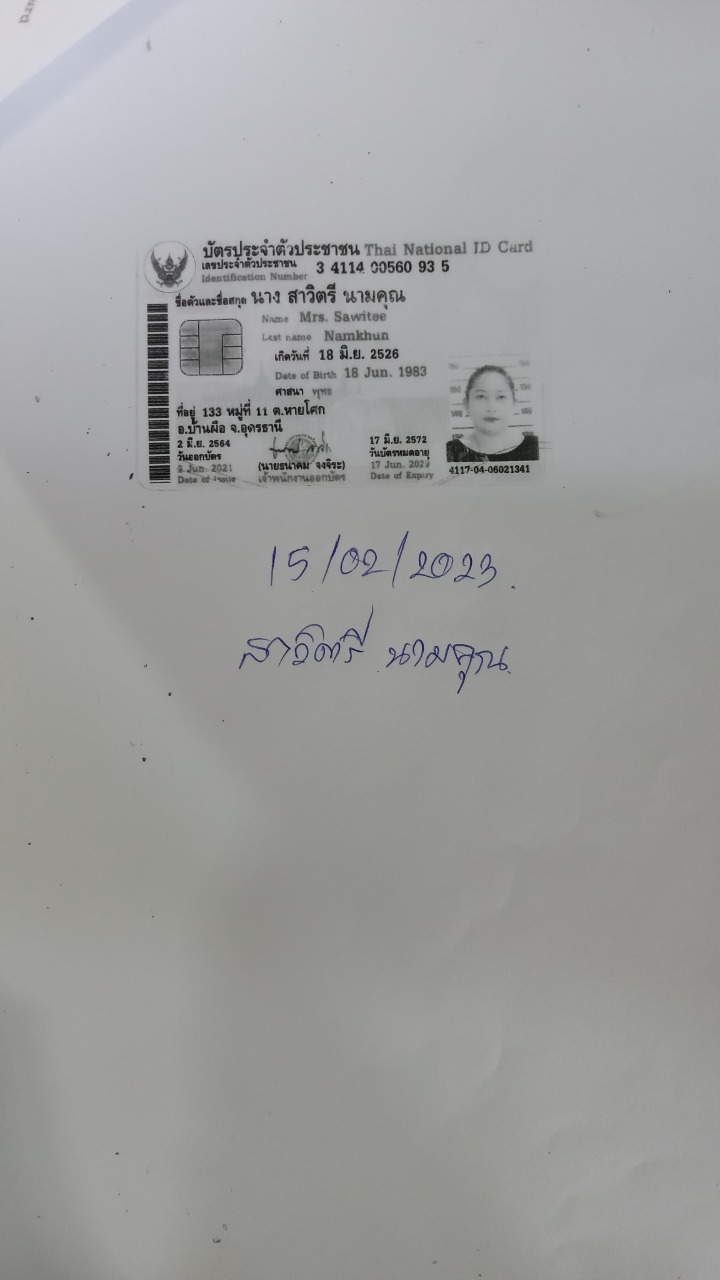 บัตรประจำตัวประชาชน Thai National ID Card
เลขประจำตัวประชาชน 3 4114 00560 93 5
Identification Number
ชื่อตัวและชื่อสกุล นาง สาวิตรี นามคุณ
Name Mrs. Sawitee
Last name Namkhun
เกิดวันที่ 18 มิ.ย. 2526
Date of Birth 18 Jun. 1983
ศาสนา พุทธ
ที่อยู่ 133 หมู่ที่ 11 ต.หายโศก
อ.บ้านผือ จ.อุดรธานี
2 มิ.ย. 2564
วันออกบัตร
2 Jun. 2021
Date of Issue
(นายธนาคม จงจิระ)
เจ้าพนักงานออกบัตร
17 มิ.ย. 2572
วันบัตรหมดอายุ
17 Jun. 2029
Date of Expiry
160 160
150 150
140 140
4117-04-06021341
15/02/2023
สาวิตรี นามคุณ